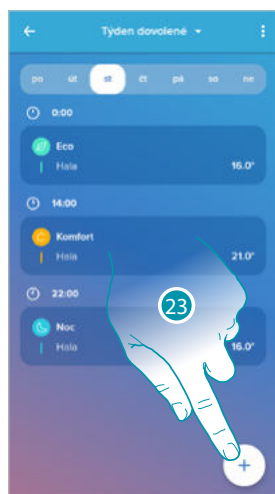 Týden dovolené
po út st čt pá so ne
0:00
Eco
Hala 16.0°
14:00
Komfort
Hala 21.0°
22:00
Noc
Hala 16.0°
23
+